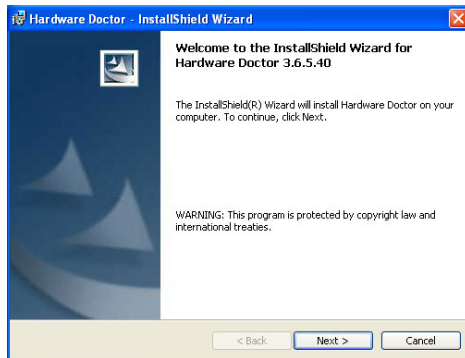 Hardware Doctor - InstallShield Wizard
Welcome to the InstallShield Wizard for
Hardware Doctor 3.6.5.40
The InstallShield(R) Wizard will install Hardware Doctor on your
computer. To continue, click Next.
WARNING: This program is protected by copyright law and
international treaties.
< Back Next > Cancel